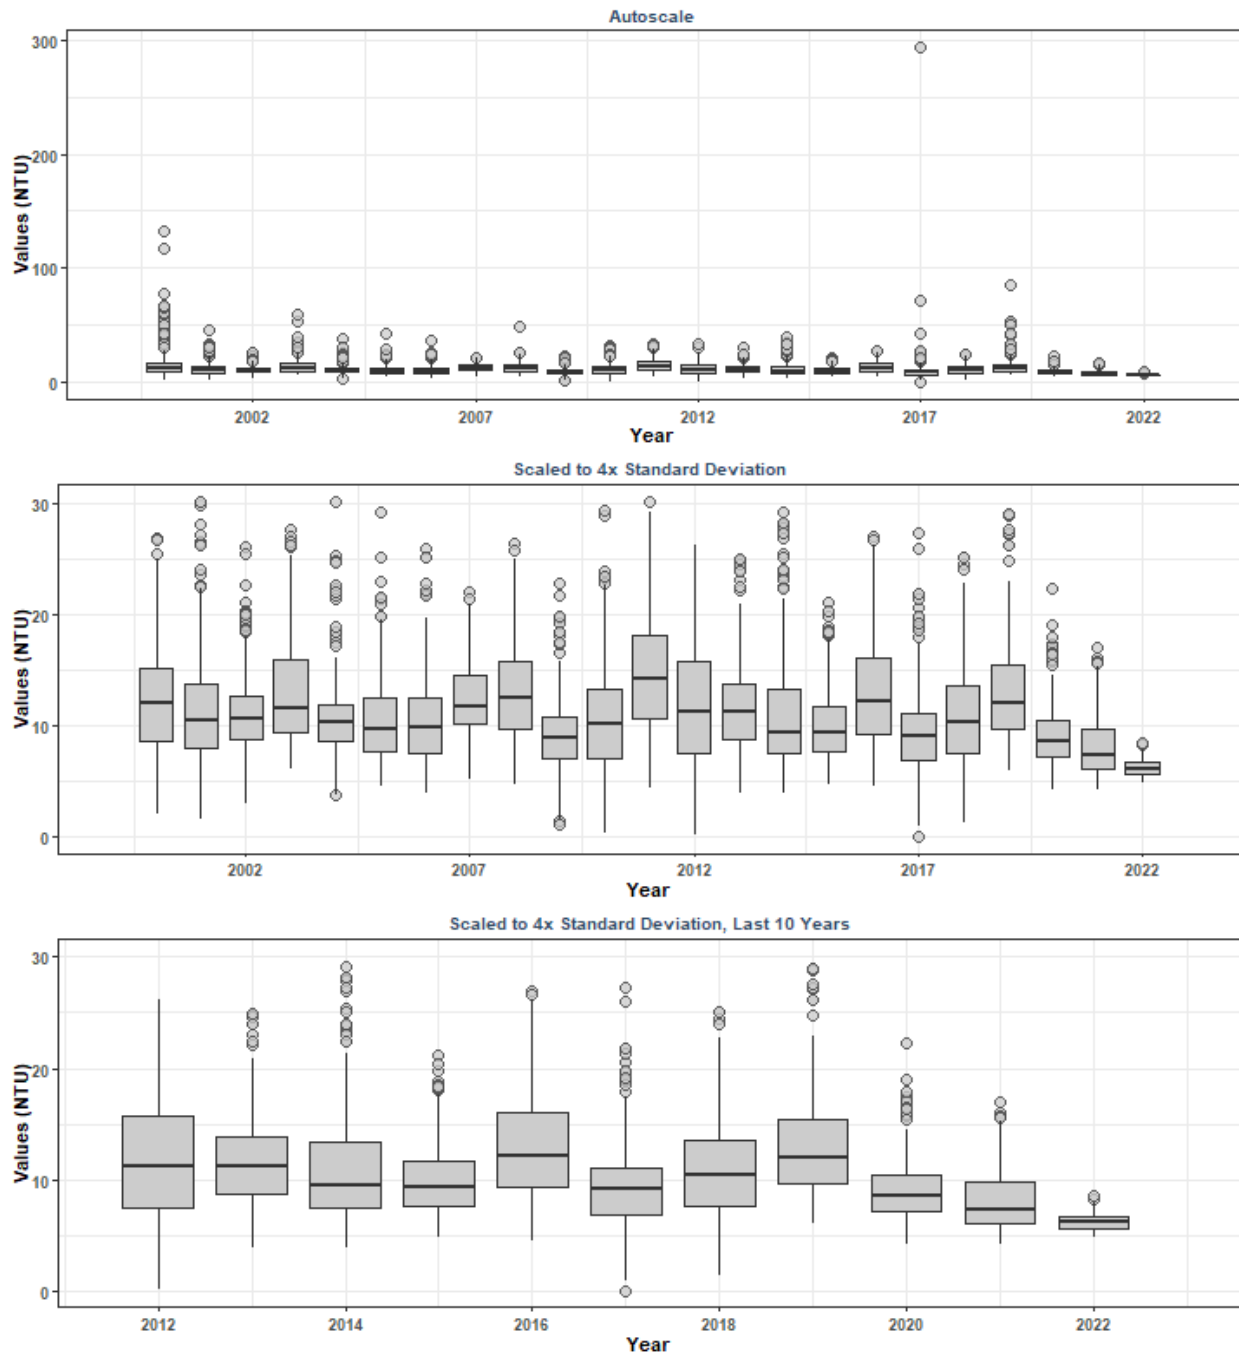 Autoscale
Values (NTU)
300
200
100
0
2002 2007 2012 2017 2022
Year
Scaled to 4x Standard Deviation
Values (NTU)
30
20
10
0
2002 2007 2012 2017 2022
Year
Scaled to 4x Standard Deviation, Last 10 Years
Values (NTU)
30
20
10
0
2012 2014 2016 2018 2020 2022
Year